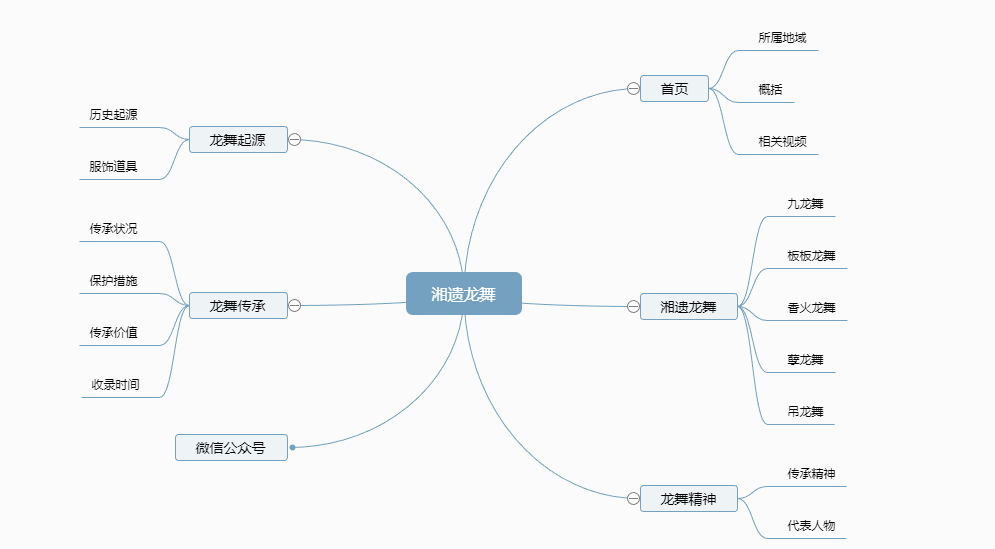 湘遗龙舞
首页
所属地域
概括
相关视频
湘遗龙舞
九龙舞
板板龙舞
香火龙舞
孽龙舞
吊龙舞
龙舞精神
传承精神
代表人物
龙舞起源
历史起源
服饰道具
龙舞传承
传承状况
保护措施
传承价值
收录时间
微信公众号